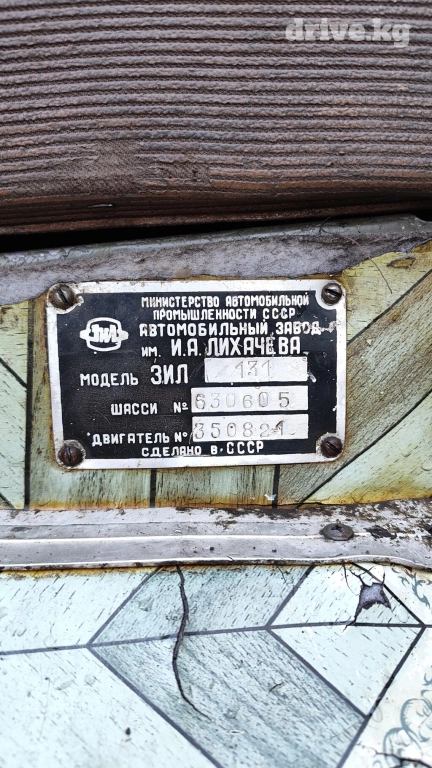 drive.kg
МИНИСТЕРСТВО АВТОМОБИЛЬНОЙ
ПРОМЫШЛЕННОСТИ СССР
ЗИЛ
АВТОМОБИЛЬНЫЙ ЗАВОД
ИМ. И.А. ЛИХАЧЕВА
МОДЕЛЬ ЗИЛ 131
ШАССИ № 630605
ДВИГАТЕЛЬ № 350821
СДЕЛАНО В СССР